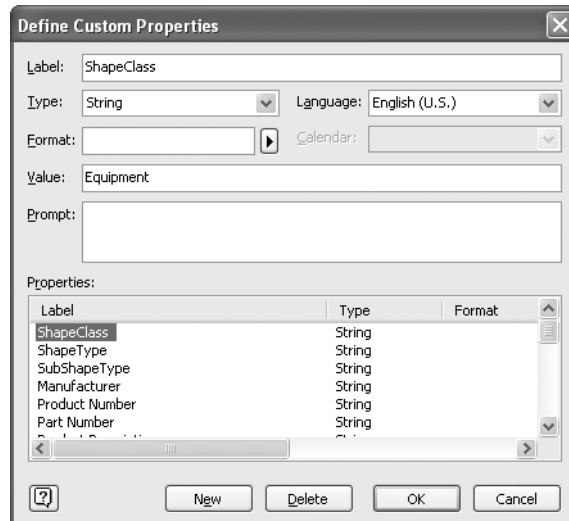 Define Custom Properties
Label: ShapeClass
Type: String Language: English (U.S.)
Format: Calendar:
Value: Equipment
Prompt:
Properties:
Label Type Format
ShapeClass String
ShapeType String
SubShapeType String
Manufacturer String
Product Number String
Part Number String
New Delete OK Cancel